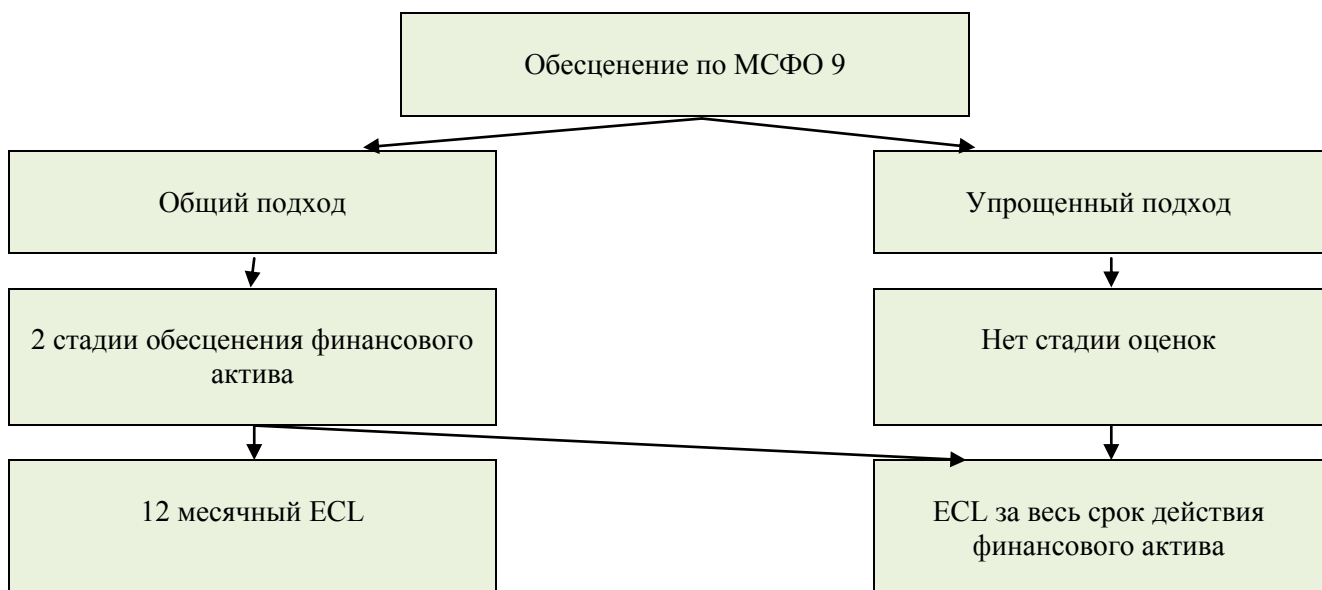 Обесценение по МСФО 9
Общий подход
Упрощенный подход
2 стадии обесценения финансового
актива
Нет стадии оценок
12 месячный ECL
ECL за весь срок действия
финансового актива